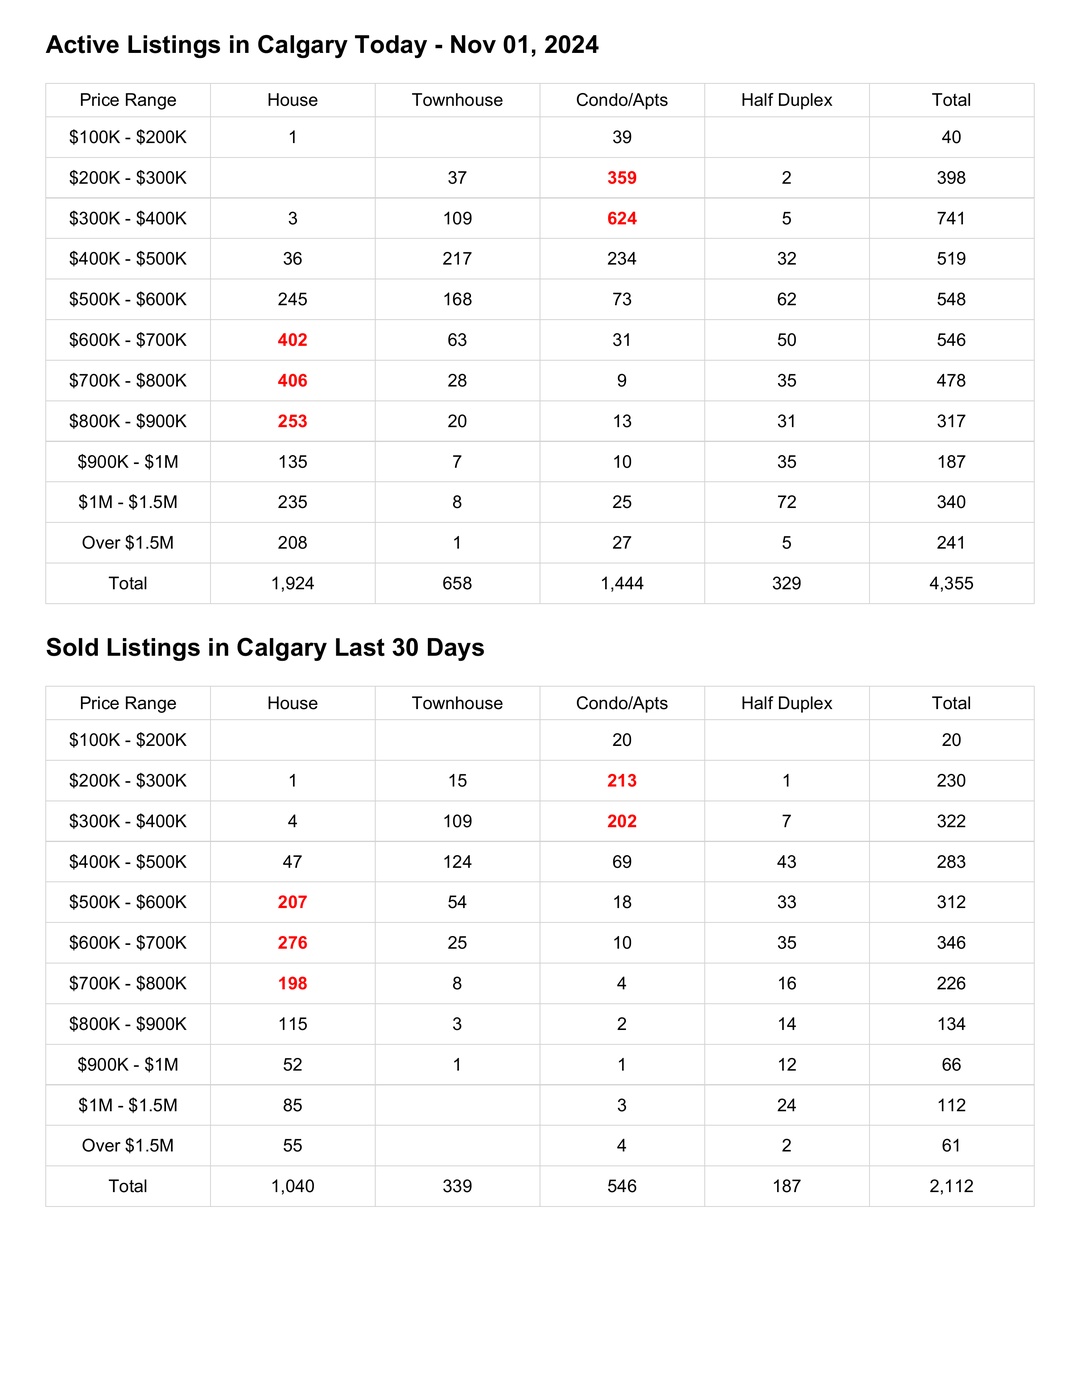 Active Listings in Calgary Today - Nov 01, 2024
Price Range House Townhouse Condo/Apts Half Duplex Total
$100K - $200K 1 39 40
$200K - $300K 37 359 2 398
$300K - $400K 3 109 624 5 741
$400K - $500K 36 217 234 32 519
$500K - $600K 245 168 73 62 548
$600K - $700K 402 63 31 50 546
$700K - $800K 406 28 9 35 478
$800K - $900K 253 20 13 31 317
$900K - $1M 135 7 10 35 187
$1M - $1.5M 235 8 25 72 340
Over $1.5M 208 1 27 5 241
Total 1,924 658 1,444 329 4,355
Sold Listings in Calgary Last 30 Days
Price Range House Townhouse Condo/Apts Half Duplex Total
$100K - $200K 20 20
$200K - $300K 1 15 213 1 230
$300K - $400K 4 109 202 7 322
$400K - $500K 47 124 69 43 283
$500K - $600K 207 54 18 33 312
$600K - $700K 276 25 10 35 346
$700K - $800K 198 8 4 16 226
$800K - $900K 115 3 2 14 134
$900K - $1M 52 1 1 12 66
$1M - $1.5M 85 3 24 112
Over $1.5M 55 4 2 61
Total 1,040 339 546 187 2,112